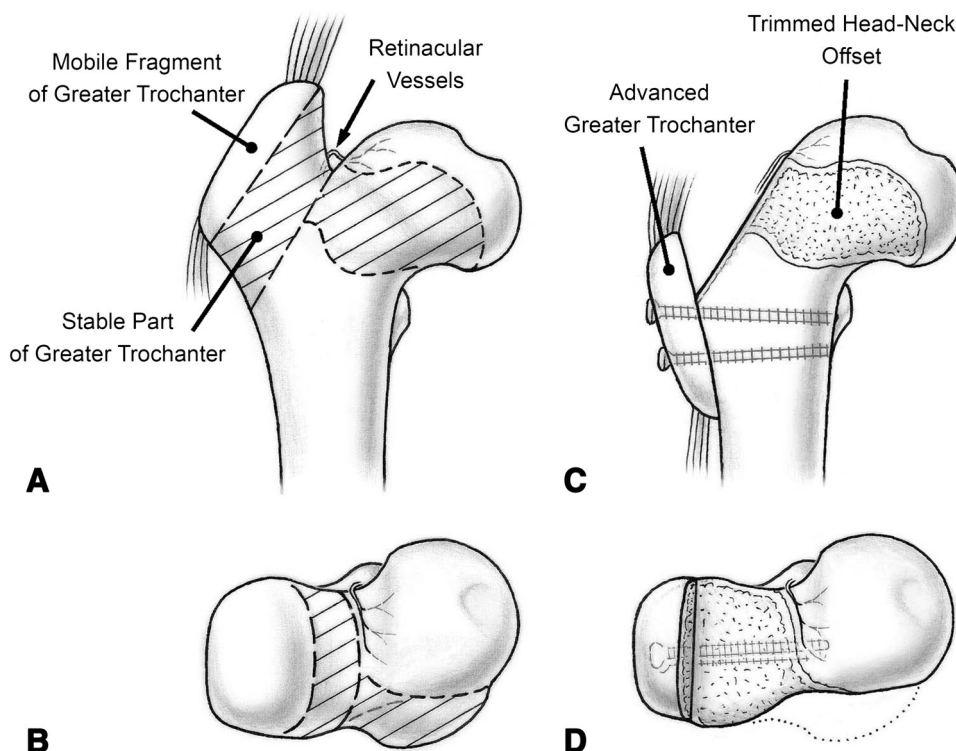 Mobile Fragment
of Greater Trochanter
Retinacular
Vessels
Stable Part
of Greater Trochanter
A
Trimmed Head-Neck
Offset
Advanced
Greater Trochanter
C
B
D